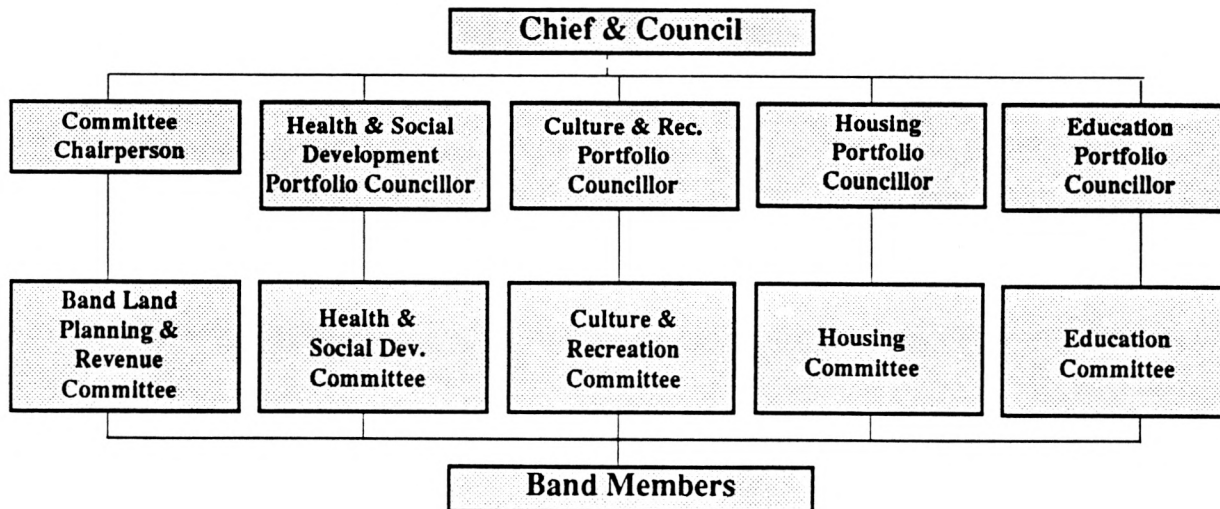 Chief & Council
Committee
Chairperson
Health & Social
Development
Portfolio Councillor
Culture & Rec.
Portfolio
Councillor
Housing
Portfolio
Councillor
Education
Portfolio
Councillor
Band Land
Planning &
Revenue
Committee
Health &
Social Dev.
Committee
Culture &
Recreation
Committee
Housing
Committee
Education
Committee
Band Members